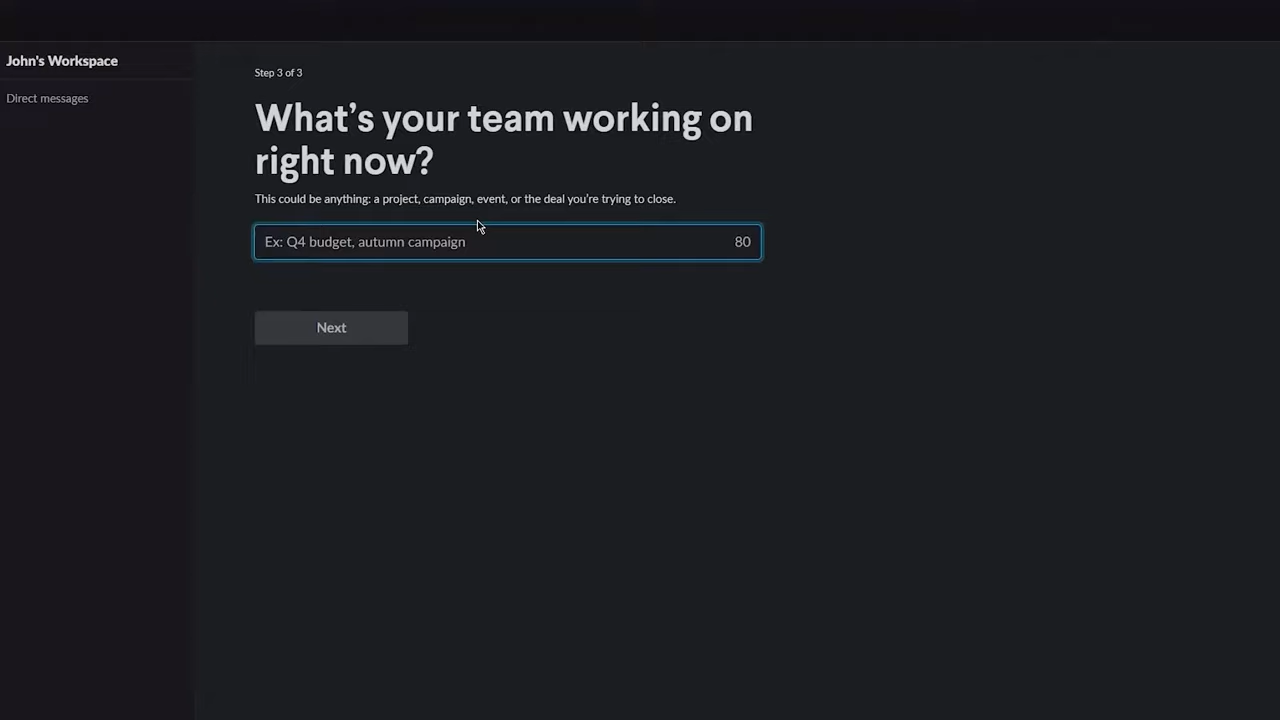 John's Workspace
Direct messages
Step 3 of 3
What’s your team working on
right now?
This could be anything: a project, campaign, event, or the deal you’re trying to close.
Ex: Q4 budget, autumn campaign 80
Next